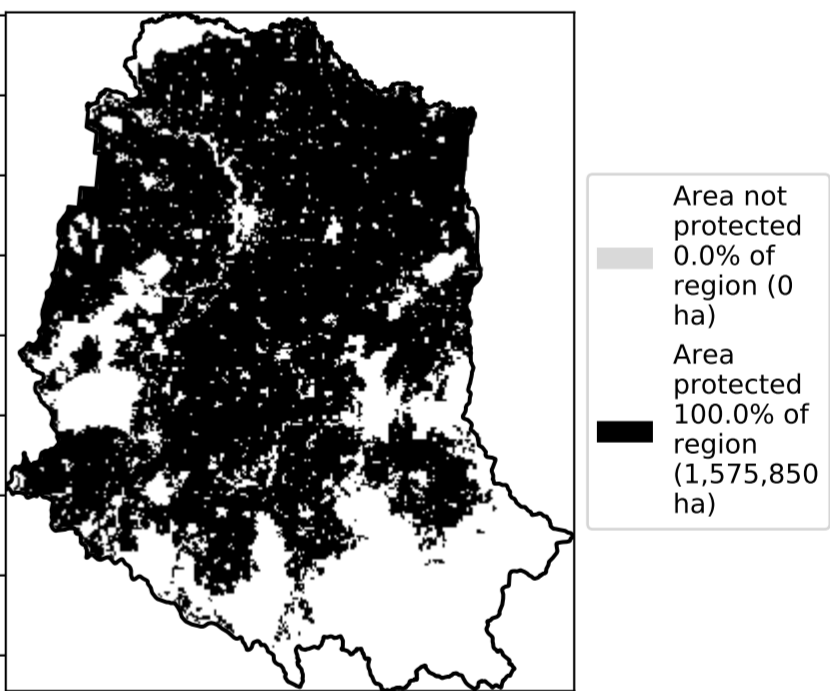 Area not
protected
0.0% of
region (0
ha)
Area
protected
100.0% of
region
(1,575,850
ha)